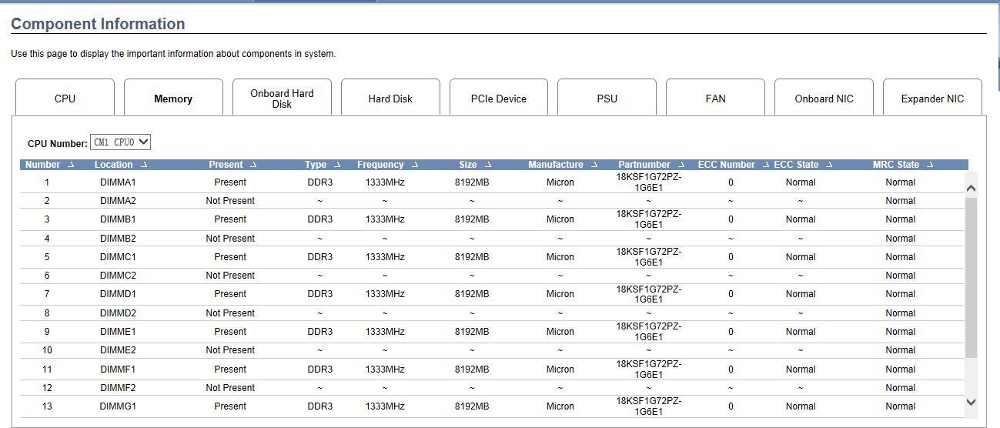 Component Information
Use this page to display the important information about components in system.
CPU
Memory
Onboard Hard
Disk
Hard Disk
PCIe Device
PSU
FAN
Onboard NIC
Expander NIC
CPU Number: CM1 CPU0
Number Location Present Type Frequency Size Manufacture Partnumber ECC Number ECC State MRC State
1 DIMMA1 Present DDR3 1333MHz 8192MB Micron 18KSF1G72PZ- 0 Normal Normal
1G6E1
2 DIMMA2 Not Present ~ ~ ~ ~ ~ ~ ~ Normal
3 DIMMB1 Present DDR3 1333MHz 8192MB Micron 18KSF1G72PZ- 0 Normal Normal
1G6E1
4 DIMMB2 Not Present ~ ~ ~ ~ ~ ~ ~ Normal
5 DIMMC1 Present DDR3 1333MHz 8192MB Micron 18KSF1G72PZ- 0 Normal Normal
1G6E1
6 DIMMC2 Not Present ~ ~ ~ ~ ~ ~ ~ Normal
7 DIMMD1 Present DDR3 1333MHz 8192MB Micron 18KSF1G72PZ- 0 Normal Normal
1G6E1
8 DIMMD2 Not Present ~ ~ ~ ~ ~ ~ ~ Normal
9 DIMME1 Present DDR3 1333MHz 8192MB Micron 18KSF1G72PZ- 0 Normal Normal
1G6E1
10 DIMME2 Not Present ~ ~ ~ ~ ~ ~ ~ Normal
11 DIMMF1 Present DDR3 1333MHz 8192MB Micron 18KSF1G72PZ- 0 Normal Normal
1G6E1
12 DIMMF2 Not Present ~ ~ ~ ~ ~ ~ ~ Normal
13 DIMMG1 Present DDR3 1333MHz 8192MB Micron 18KSF1G72PZ- 0 Normal Normal
1G6E1